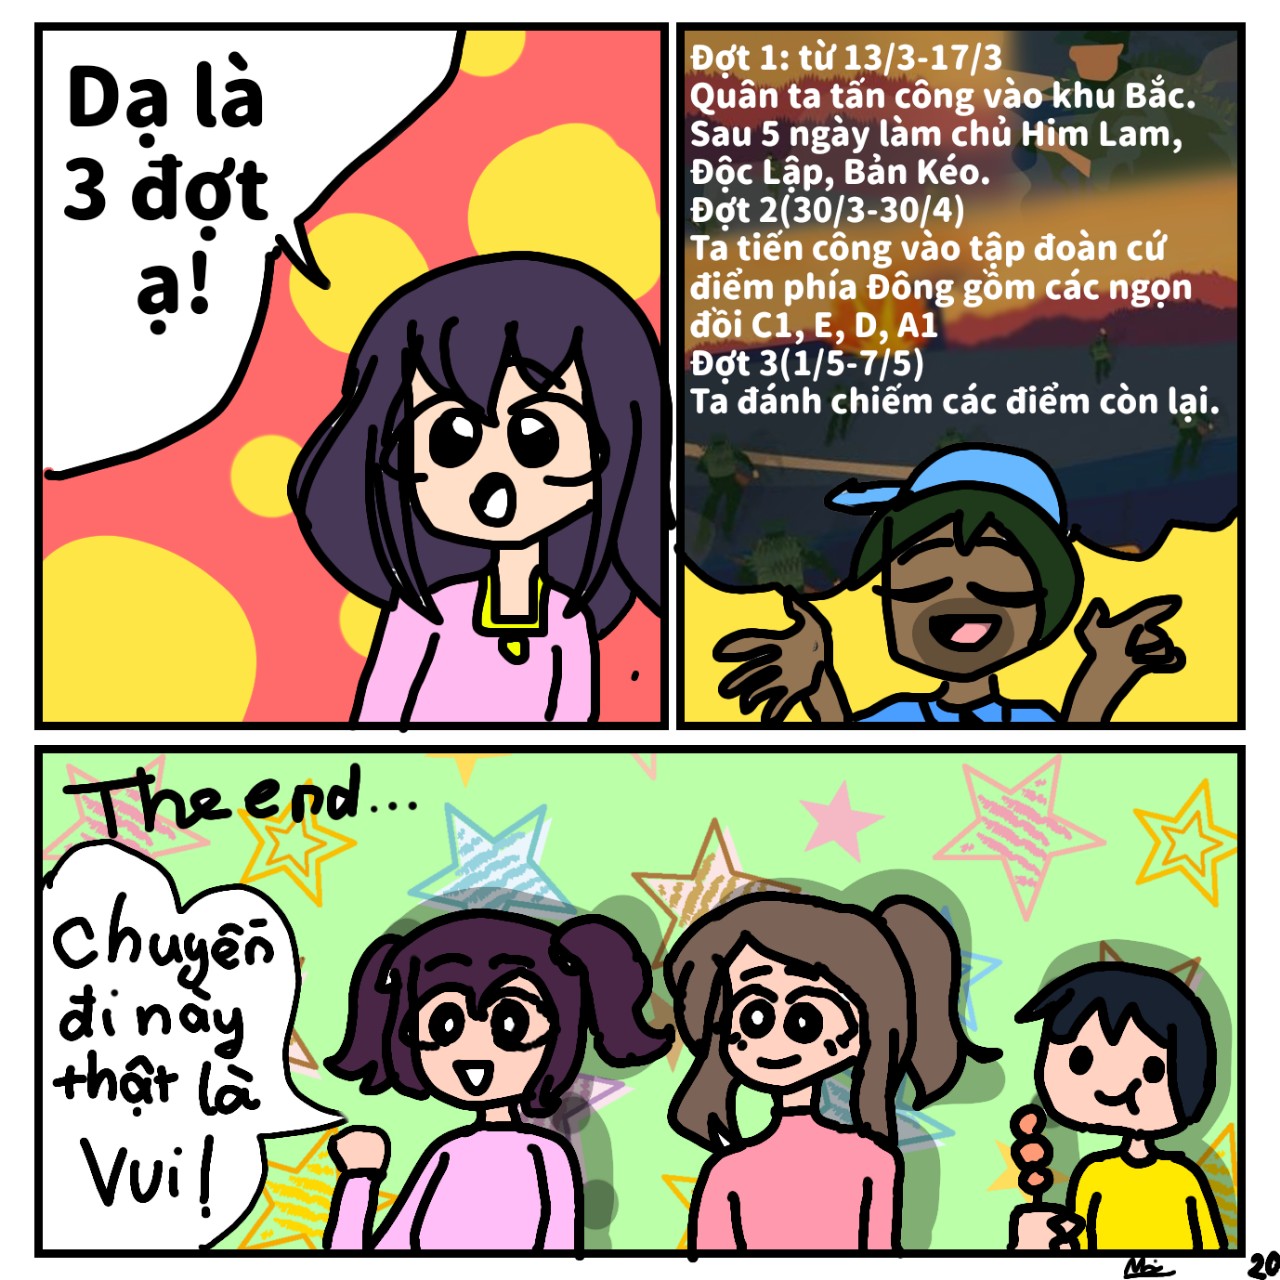 Dạ là
3 đợt
ạ!
Đợt 1: từ 13/3-17/3
Quân ta tấn công vào khu Bắc.
Sau 5 ngày làm chủ Him Lam,
Độc Lập, Bản Kéo.
Đợt 2(30/3-30/4)
Ta tiến công vào tập đoàn cứ
điểm phía Đông gồm các ngọn
đồi C1, E, D, A1
Đợt 3(1/5-7/5)
Ta đánh chiếm các điểm còn lại.
The end...
Chuyến
đi này
thật là
Vui!
20